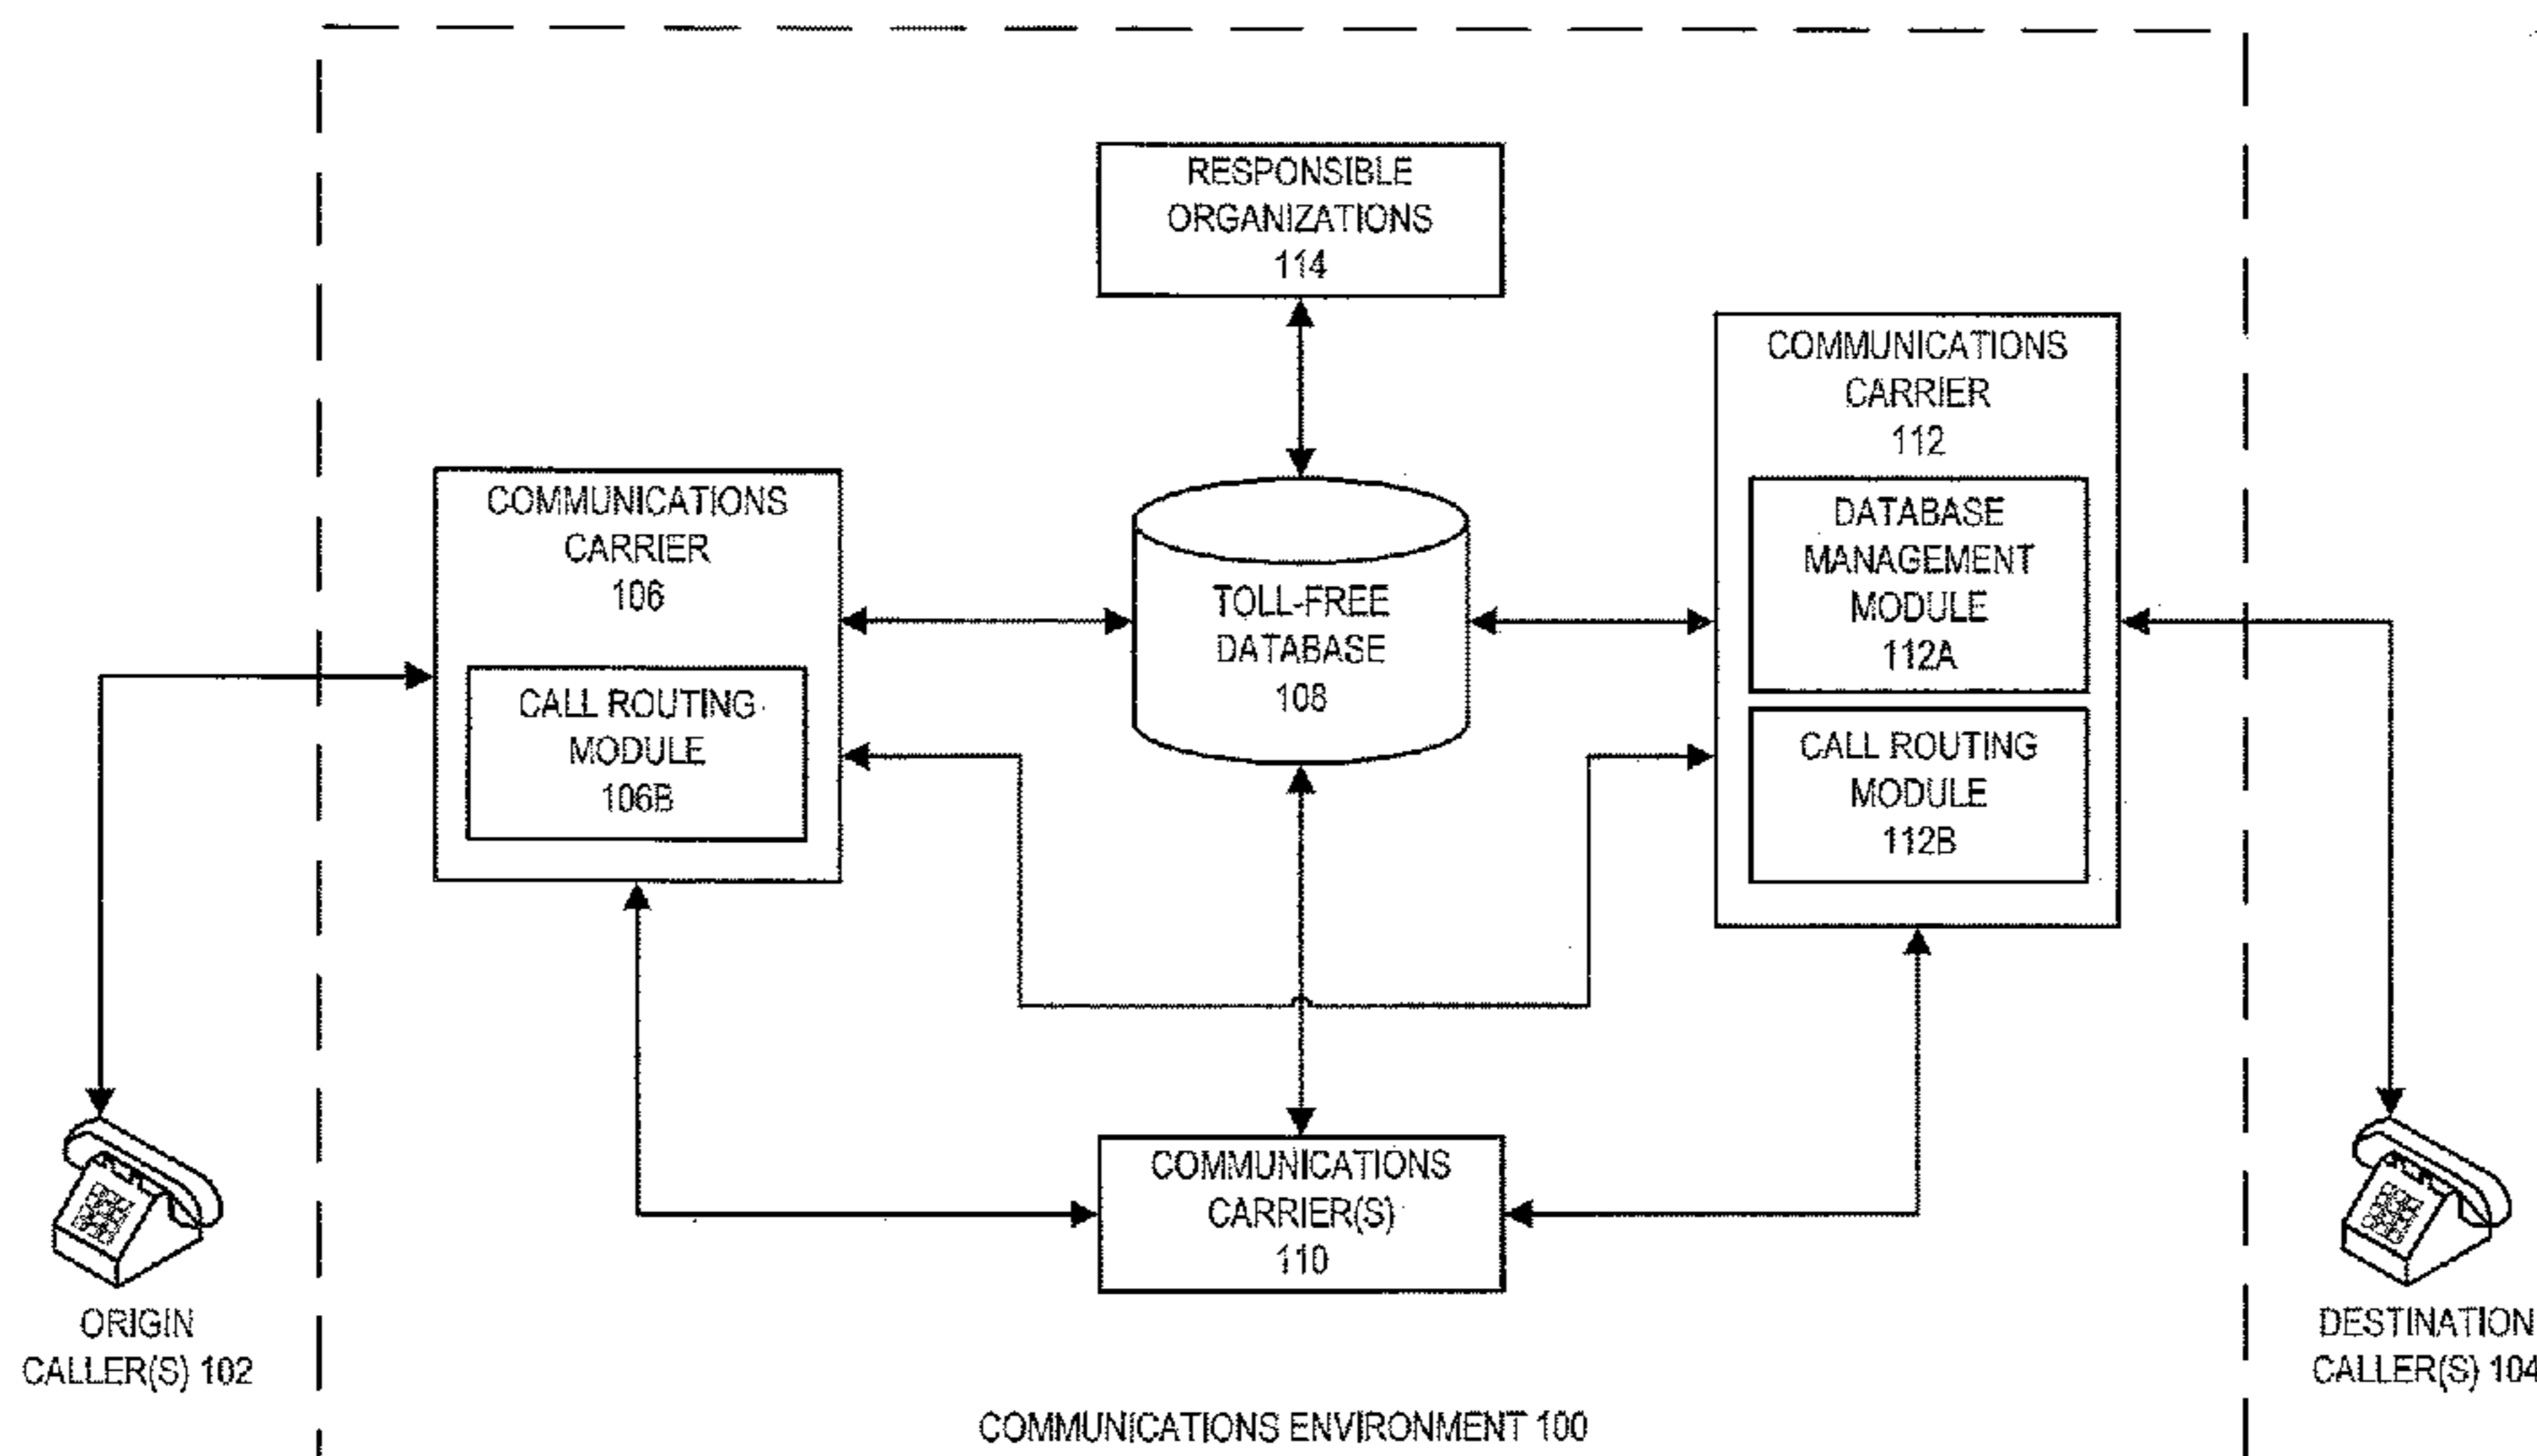 RESPONSIBLE
ORGANIZATIONS
114
COMMUNICATIONS
CARRIER
112
DATABASE
MANAGEMENT
MODULE
112A
CALL ROUTING
MODULE
112B
COMMUNICATIONS
CARRIER
106
CALL ROUTING
MODULE
106B
TOLL-FREE
DATABASE
108
COMMUNICATIONS
CARRIER(S)
110
ORIGIN
CALLER(S) 102
DESTINATION
CALLER(S) 104
COMMUNICATIONS ENVIRONMENT 100